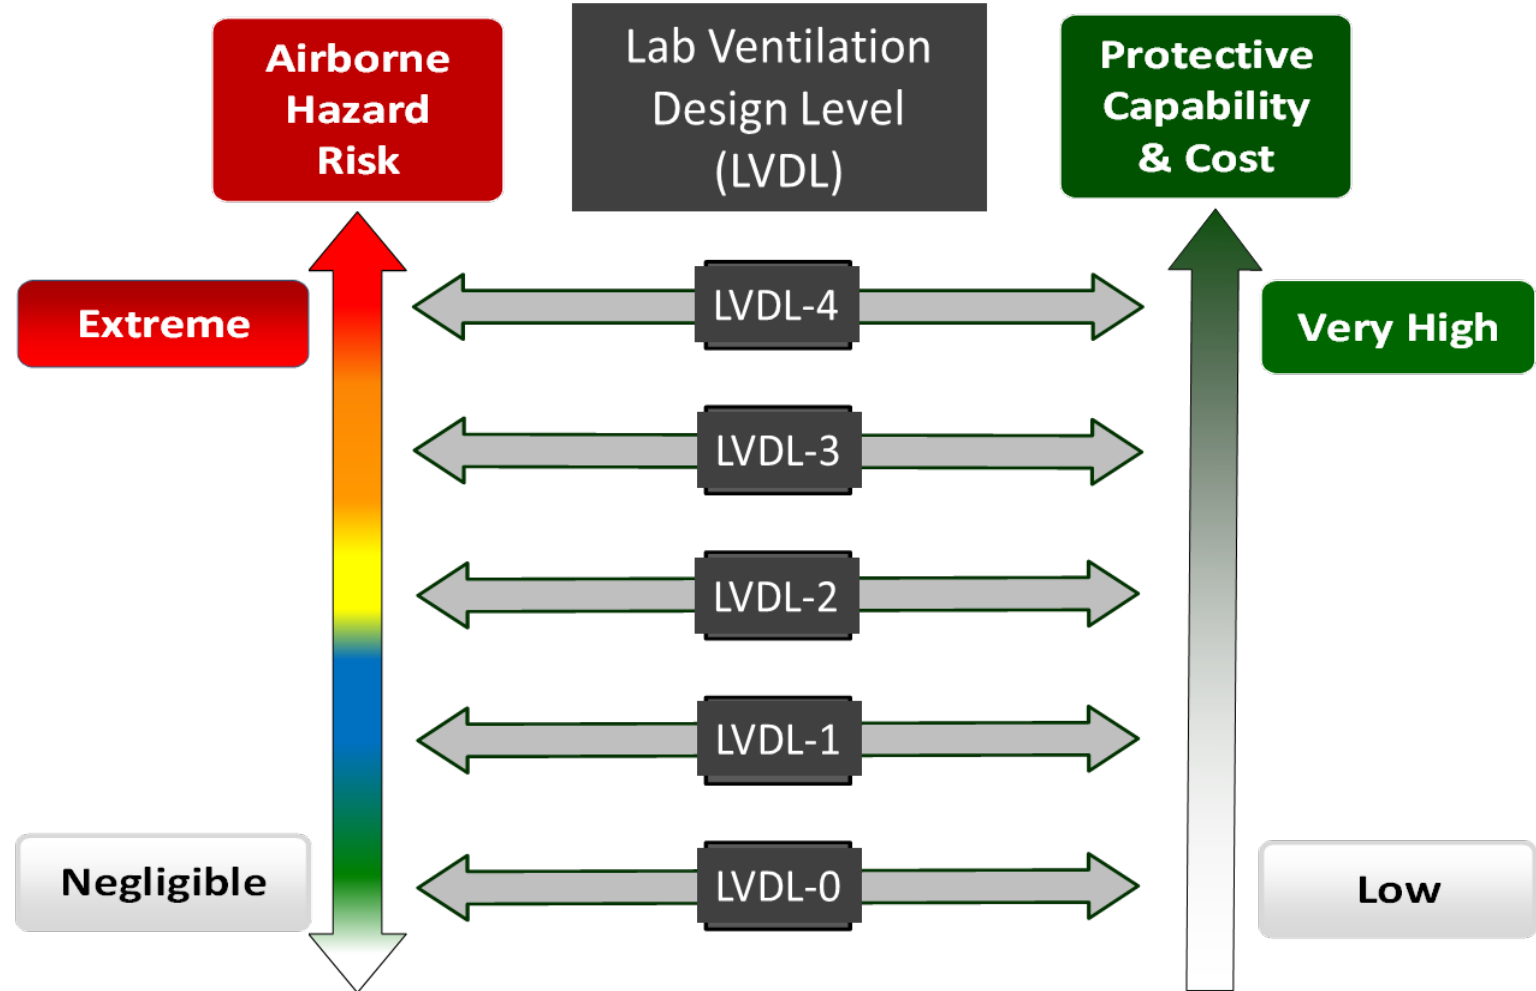 Airborne
Hazard
Risk
Lab Ventilation
Design Level
(LVDL)
Protective
Capability
& Cost
Extreme
LVDL-4
Very High
LVDL-3
LVDL-2
LVDL-1
Negligible
LVDL-0
Low